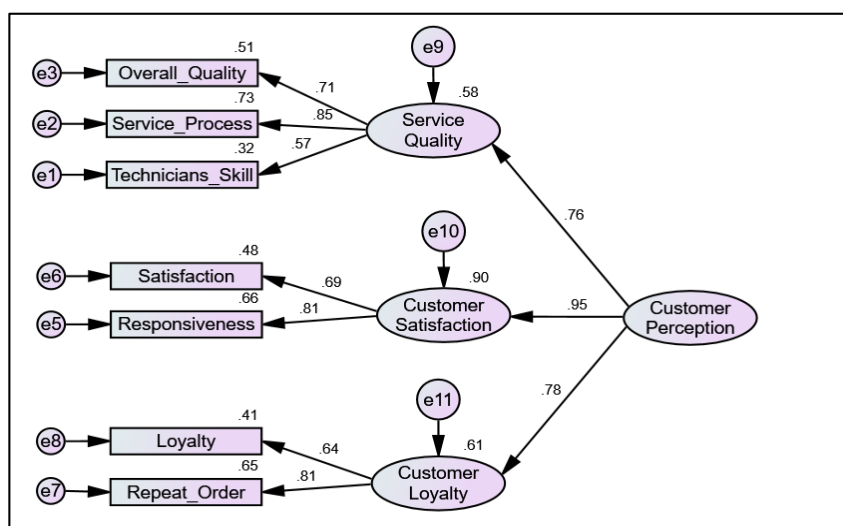 e9
.51
e3
Overall_Quality
.71
.58
.73
e2
Service_Process
.85
Service
Quality
.32
.57
e1
Technicians_Skill
.76
e10
.48
e6
Satisfaction
.69
.90
.66
e5
Responsiveness
.81
Customer
Satisfaction
.95
Customer
Perception
.78
e11
.41
e8
Loyalty
.64
.61
.65
e7
Repeat_Order
.81
Customer
Loyalty